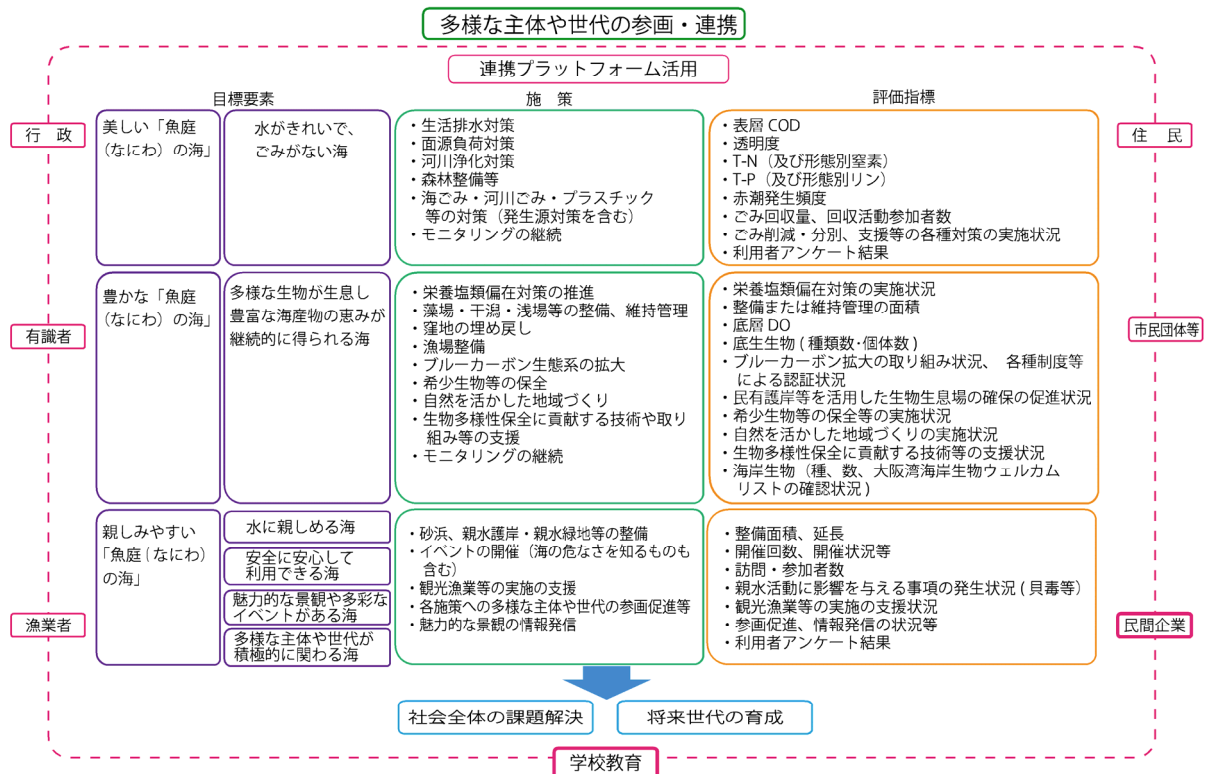 多様な主体や世代の参画・連携
連携プラットフォーム活用
目標要素
施　策
評価指標
行　政
有識者
漁業者
住　民
市民団体等
民間企業
美しい「魚庭
（なにわ）の海」
水がきれいで、
ごみがない海
・生活排水対策
・面源負荷対策
・河川浄化対策
・森林整備等
・海ごみ・河川ごみ・プラスチック
等の対策（発生源対策を含む）
・モニタリングの継続
・表層 COD
・透明度
・T-N（及び形態別窒素）
・T-P（及び形態別リン）
・赤潮発生頻度
・ごみ回収量、回収活動参加者数
・ごみ削減・分別、支援等の各種対策の実施状況
・利用者アンケート結果
豊かな「魚庭
（なにわ）の海」
多様な生物が生息し
豊富な海産物の恵みが
継続的に得られる海
・栄養塩類偏在対策の推進
・藻場・干潟・浅場等の整備、維持管理
・窪地の埋め戻し
・漁場整備
・ブルーカーボン生態系の拡大
・希少生物等の保全
・自然を活かした地域づくり
・生物多様性保全に貢献する技術や取り
組み等の支援
・モニタリングの継続
・栄養塩類偏在対策の実施状況
・整備または維持管理の面積
・底層 DO
・底生生物 ( 種類数･個体数 )
・ブルーカーボン拡大の取り組み状況、　各種制度等
による認証状況
・民有護岸等を活用した生物生息場の確保の促進状況
・希少生物等の保全等の実施状況
・自然を活かした地域づくりの実施状況
・生物多様性保全に貢献する技術等の支援状況
・海岸生物（種、数、大阪湾海岸生物ウェルカム
リストの確認状況 )
親しみやすい
「魚庭 ( なにわ）
の海」
水に親しめる海
安全に安心して
利用できる海
魅力的な景観や多彩な
イベントがある海
多様な主体や世代が
積極的に関わる海
・砂浜、親水護岸・親水緑地等の整備
・イベントの開催（海の危なさを知るものも
含む）
・観光漁業等の実施の支援
・各施策への多様な主体や世代の参画促進等
・魅力的な景観の情報発信
・整備面積、延長
・開催回数、開催状況等
・訪問・参加者数
・親水活動に影響を与える事項の発生状況 ( 貝毒等）
・観光漁業等の実施の支援状況
・参画促進、情報発信の状況等
・利用者アンケート結果
社会全体の課題解決
将来世代の育成
学校教育